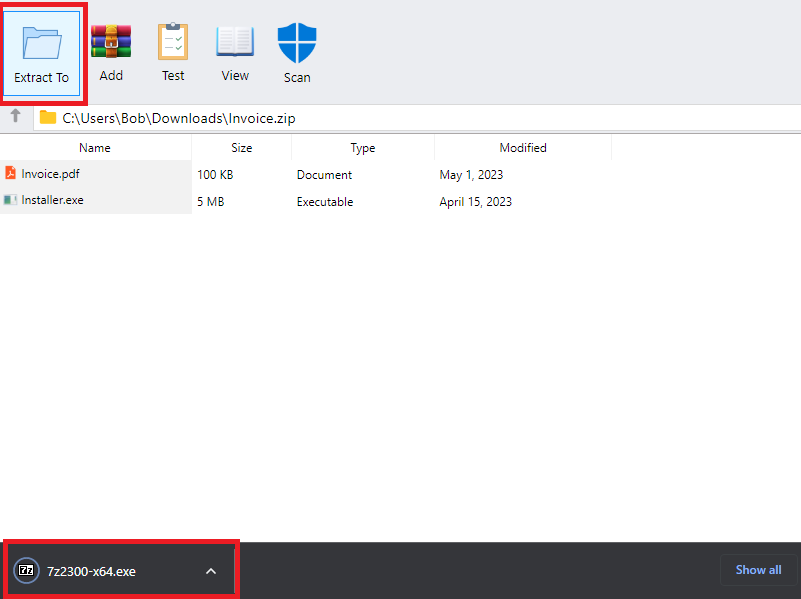 Extract To Add Test View Scan
C:\Users\Bob\Downloads\Invoice.zip
Name Size Type Modified
Invoice.pdf 100 KB Document May 1, 2023
Installer.exe 5 MB Executable April 15, 2023
7z 7z2300-x64.exe Show all